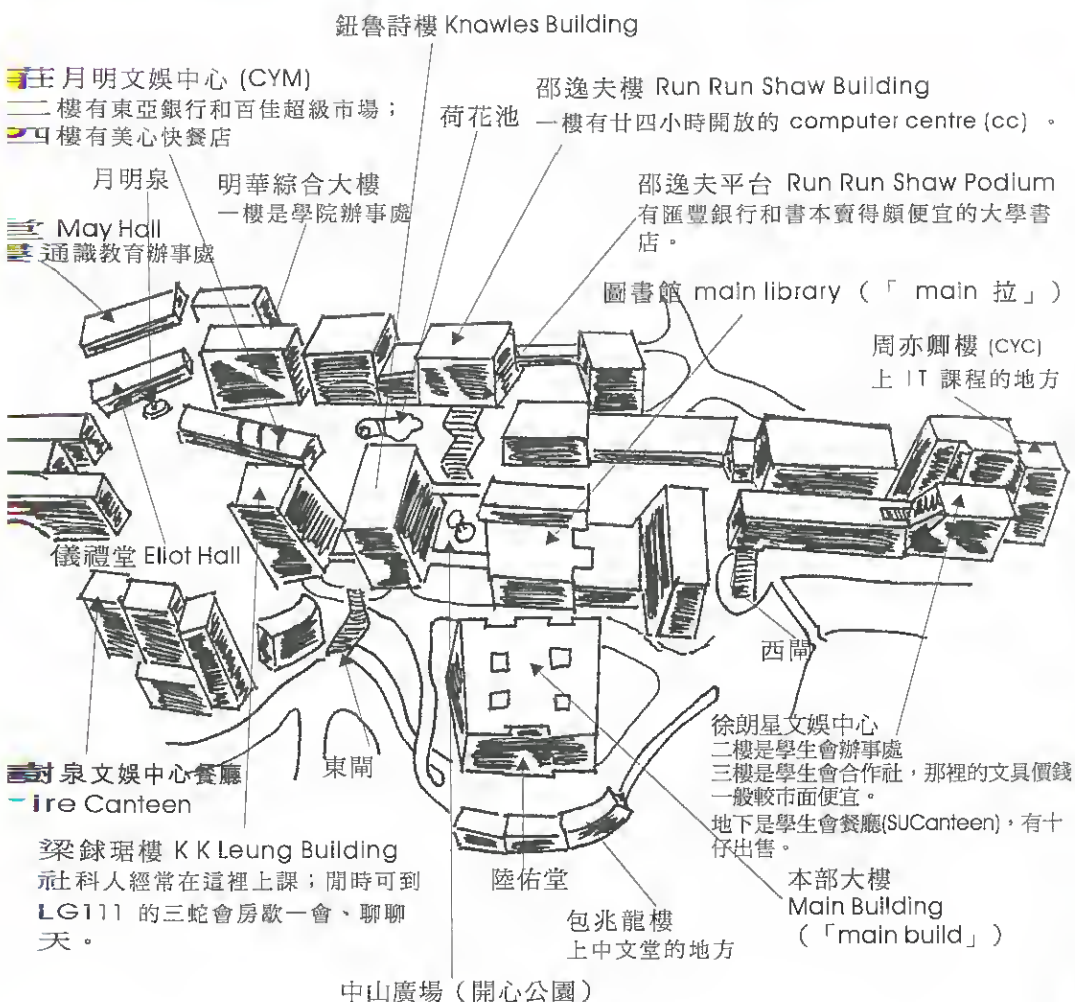 鈕魯詩樓 Knawles Building
莊月明文娛中心 (CYM)
二樓有東亞銀行和百佳超級市場；
四樓有美心快餐店
荷花池
邵逸夫樓 Run Run Shaw Building
一樓有廿四小時開放的 computer centre (cc) 。
月明泉
明華綜合大樓
一樓是學院辦事處
邵逸夫平台 Run Run Shaw Podium
有匯豐銀行和書本賣得頗便宜的大學書
店。
堂 May Hall
通識教育辦事處
圖書館 main library （「 main 拉」）
周亦卿樓 (CYC)
上 IT 課程的地方
儀禮堂 Eliot Hall
西閘
東閘
徐朗星文娛中心
二樓是學生會辦事處
三樓是學生會合作社，那裡的文具價錢
一般較市面便宜。
地下是學生會餐廳(SUCanteen)，有十
仔出售。
泉文娛中心餐廳
ire Canteen
梁銶琚樓 K K Leung Building
社科人經常在這裡上課；閒時可到
LG111 的三蛇會房歇一會、聊聊
天。
陸佑堂
包兆龍樓
上中文堂的地方
本部大樓
Main Building
（「main build」）
中山廣場（開心公園）